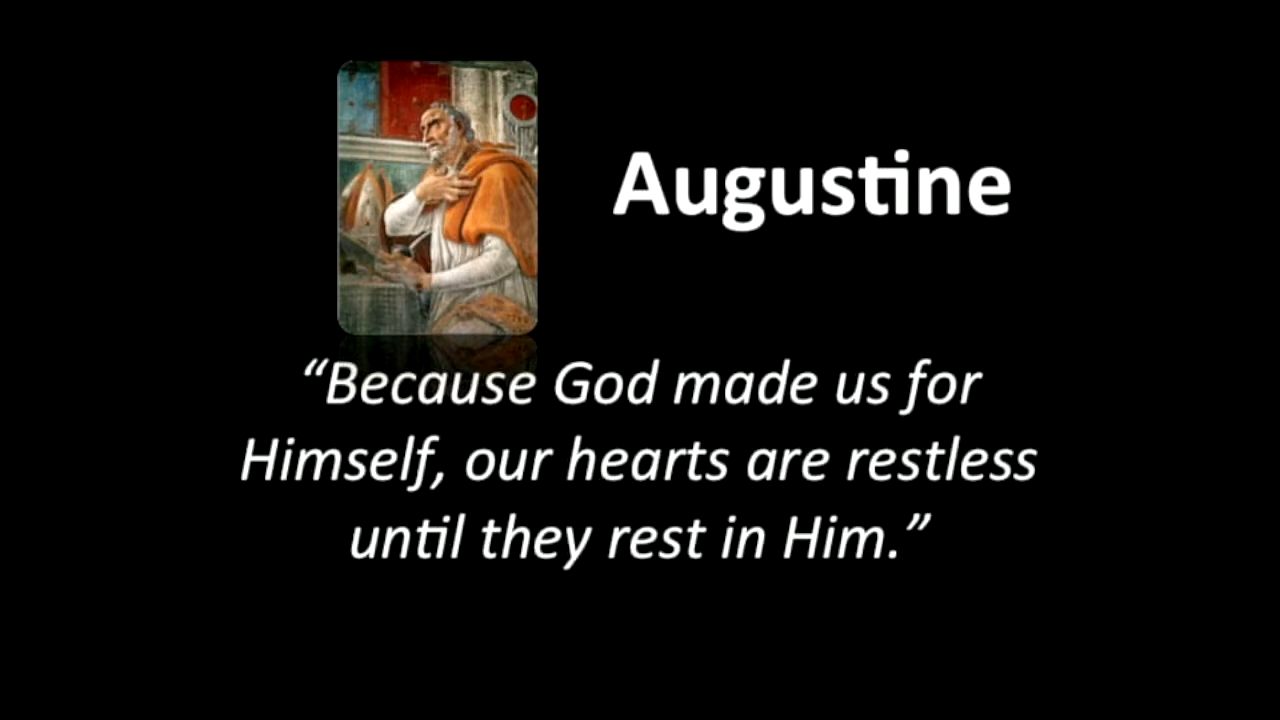 Augustine
“Because God made us for
Himself, our hearts are restless
until they rest in Him.”